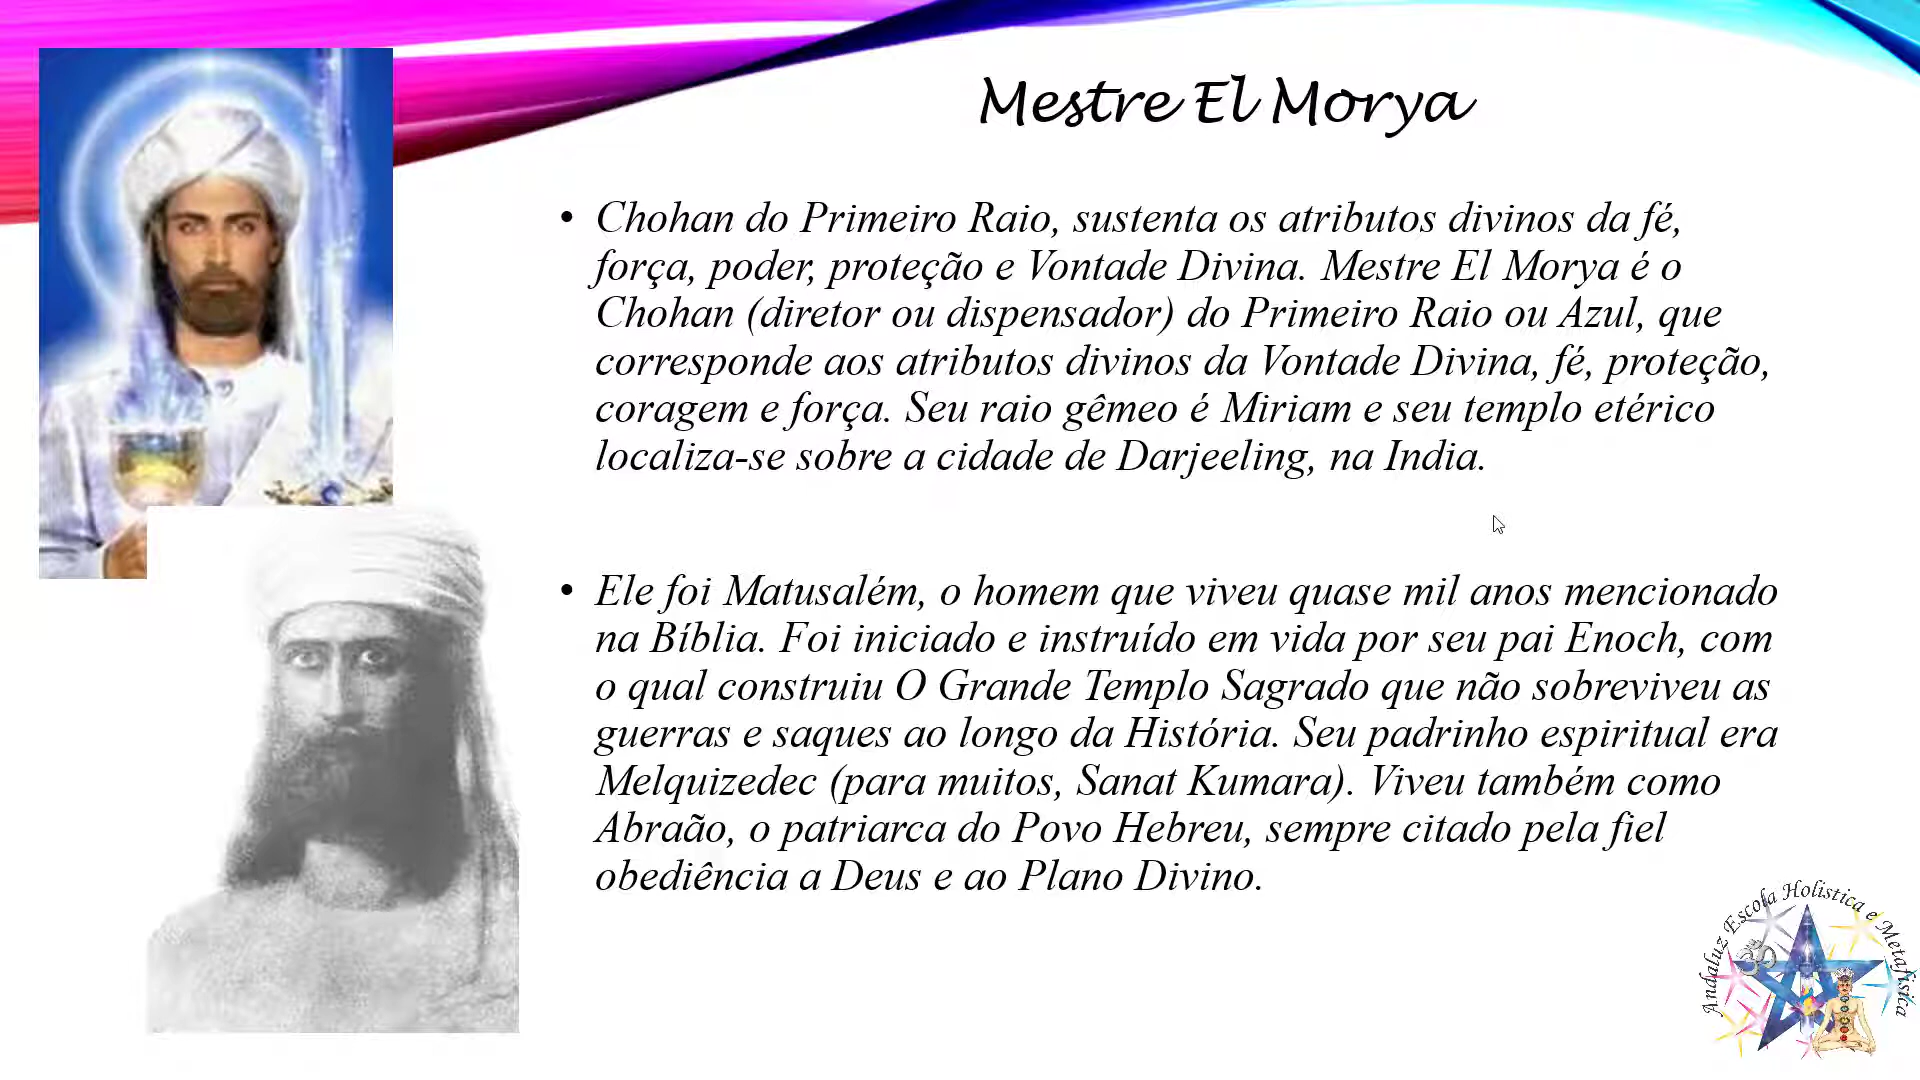 Mestre El Morya
• Chohan do Primeiro Raio, sustenta os atributos divinos da fé,
força, poder, proteção e Vontade Divina. Mestre El Morya é o
Chohan (diretor ou dispensador) do Primeiro Raio ou Azul, que
corresponde aos atributos divinos da Vontade Divina, fé, proteção,
coragem e força. Seu raio gêmeo é Miriam e seu templo etérico
localiza-se sobre a cidade de Darjeeling, na India.
• Ele foi Matusalém, o homem que viveu quase mil anos mencionado
na Bíblia. Foi iniciado e instruído em vida por seu pai Enoch, com
o qual construiu O Grande Templo Sagrado que não sobreviveu as
guerras e saques ao longo da História. Seu padrinho espiritual era
Melquizedec (para muitos, Sanat Kumara). Viveu também como
Abraão, o patriarca do Povo Hebreu, sempre citado pela fiel
obediência a Deus e ao Plano Divino.
Andaluz Escola Holistica e Metafisica
ॐ